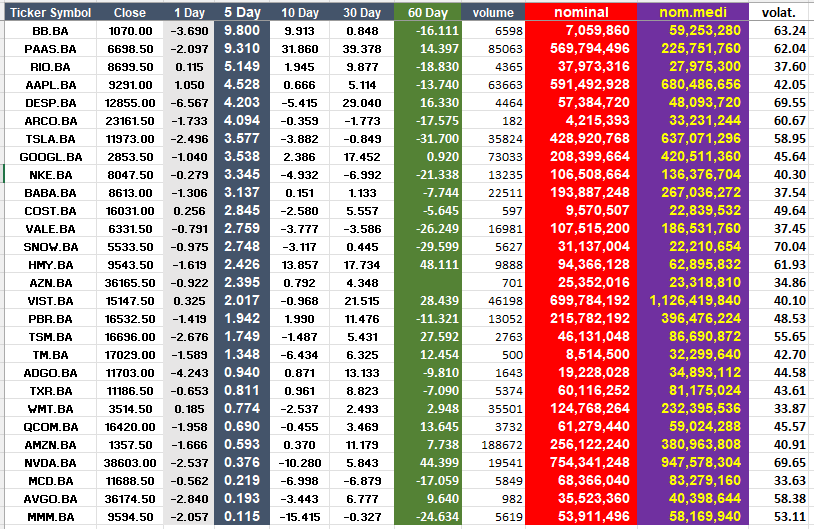 Ticker Symbol Close 1 Day 5 Day 10 Day 30 Day 60 Day volume nominal nom.medi volat.
BB.BA 1070.00 −3.690 9.800 9.913 0.848 -16.111 6598 7,059,860 59,253,280 63.24
PAAS.BA 6698.50 −2.097 9.310 31.860 39.378 14.397 85063 569,794,496 225,751,760 62.04
RIO.BA 8699.50 0.115 5.149 1.945 9.877 -18.830 4365 37,973,316 27,975,300 37.60
AAPL.BA 9291.00 1.050 4.528 0.666 5.114 -13.740 63663 591,492,928 680,486,656 42.05
DESP.BA 12855.00 −6.567 4.203 −5.415 29.040 16.330 4464 57,384,720 48,093,720 69.55
ARCO.BA 23161.50 −1.733 4.094 −0.359 −1.773 -17.575 182 4,215,393 33,231,244 60.67
TSLA.BA 11973.00 −2.496 3.577 −3.882 −0.849 -31.700 35824 428,920,768 637,071,296 58.95
GOOGL.BA 2853.50 −1.040 3.538 2.386 17.452 0.920 73033 208,399,664 420,511,360 45.64
NKE.BA 8047.50 −0.279 3.345 −4.932 −6.992 -21.338 13235 106,508,664 136,376,704 40.30
BABA.BA 8613.00 −1.306 3.137 0.151 1.133 -7.744 22511 193,887,248 267,036,272 37.54
COST.BA 16031.00 0.256 2.845 −2.580 5.557 -5.645 597 9,570,507 22,839,532 49.64
VALE.BA 6331.50 −0.791 2.759 −3.777 −3.586 -26.249 16981 107,515,200 186,531,760 37.45
SNOW.BA 5533.50 −0.975 2.748 −3.117 0.445 -29.599 5627 31,137,004 22,210,654 70.04
HMY.BA 9543.50 −1.619 2.426 13.857 17.734 48.111 9888 94,366,128 62,895,832 61.93
AZN.BA 36165.50 −0.922 2.395 0.792 4.348 701 25,352,016 23,318,810 34.86
VIST.BA 15147.50 0.325 2.017 −0.968 21.515 28.439 46198 699,784,192 1,126,419,840 40.10
PBR.BA 16532.50 −1.419 1.942 1.990 11.476 -11.321 13052 215,782,192 396,476,224 48.53
TSM.BA 16696.00 −2.676 1.749 −1.487 5.431 27.592 2763 46,131,048 86,690,872 55.65
TM.BA 17029.00 −1.589 1.348 −6.434 6.325 12.454 500 8,514,500 32,299,640 42.70
ADGO.BA 11703.00 −4.243 0.940 0.871 13.133 -9.810 1643 19,228,028 34,893,112 44.58
TXR.BA 11186.50 −0.653 0.811 0.961 8.823 -7.090 5374 60,116,252 81,175,024 43.61
WMT.BA 3514.50 0.185 0.774 −2.537 2.493 2.948 35501 124,768,264 232,395,536 33.87
QCOM.BA 16420.00 −1.958 0.690 −0.455 3.469 13.645 3732 61,279,440 59,024,288 45.57
AMZN.BA 1357.50 −1.666 0.593 0.370 11.179 7.738 188672 256,122,240 380,963,808 40.91
NVDA.BA 38603.00 −2.537 0.376 −10.280 5.843 44.399 19541 754,341,248 947,578,304 69.65
MCD.BA 11688.50 −0.562 0.219 −6.998 −6.879 -17.059 5849 68,366,040 83,279,160 33.63
AVGO.BA 36174.50 −2.840 0.193 −3.443 6.777 9.640 982 35,523,360 40,398,644 58.38
MMM.BA 9594.50 −2.057 0.115 −15.415 −0.327 -24.634 5619 53,911,496 58,169,940 53.11